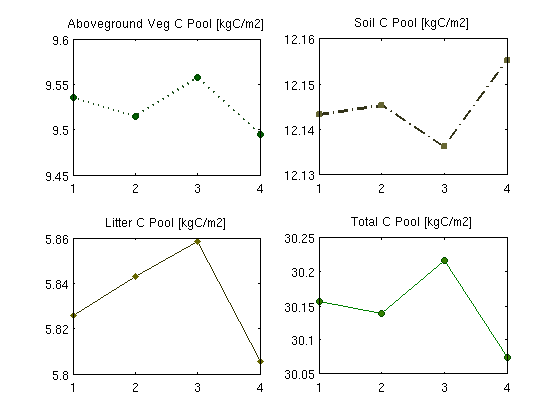 Aboveground Veg C Pool [kgC/m2]
9.6
9.55
9.5
9.45
1 2 3 4
Soil C Pool [kgC/m2]
12.16
12.15
12.14
12.13
1 2 3 4
Litter C Pool [kgC/m2]
5.86
5.84
5.82
5.8
1 2 3 4
Total C Pool [kgC/m2]
30.25
30.2
30.15
30.1
30.05
1 2 3 4